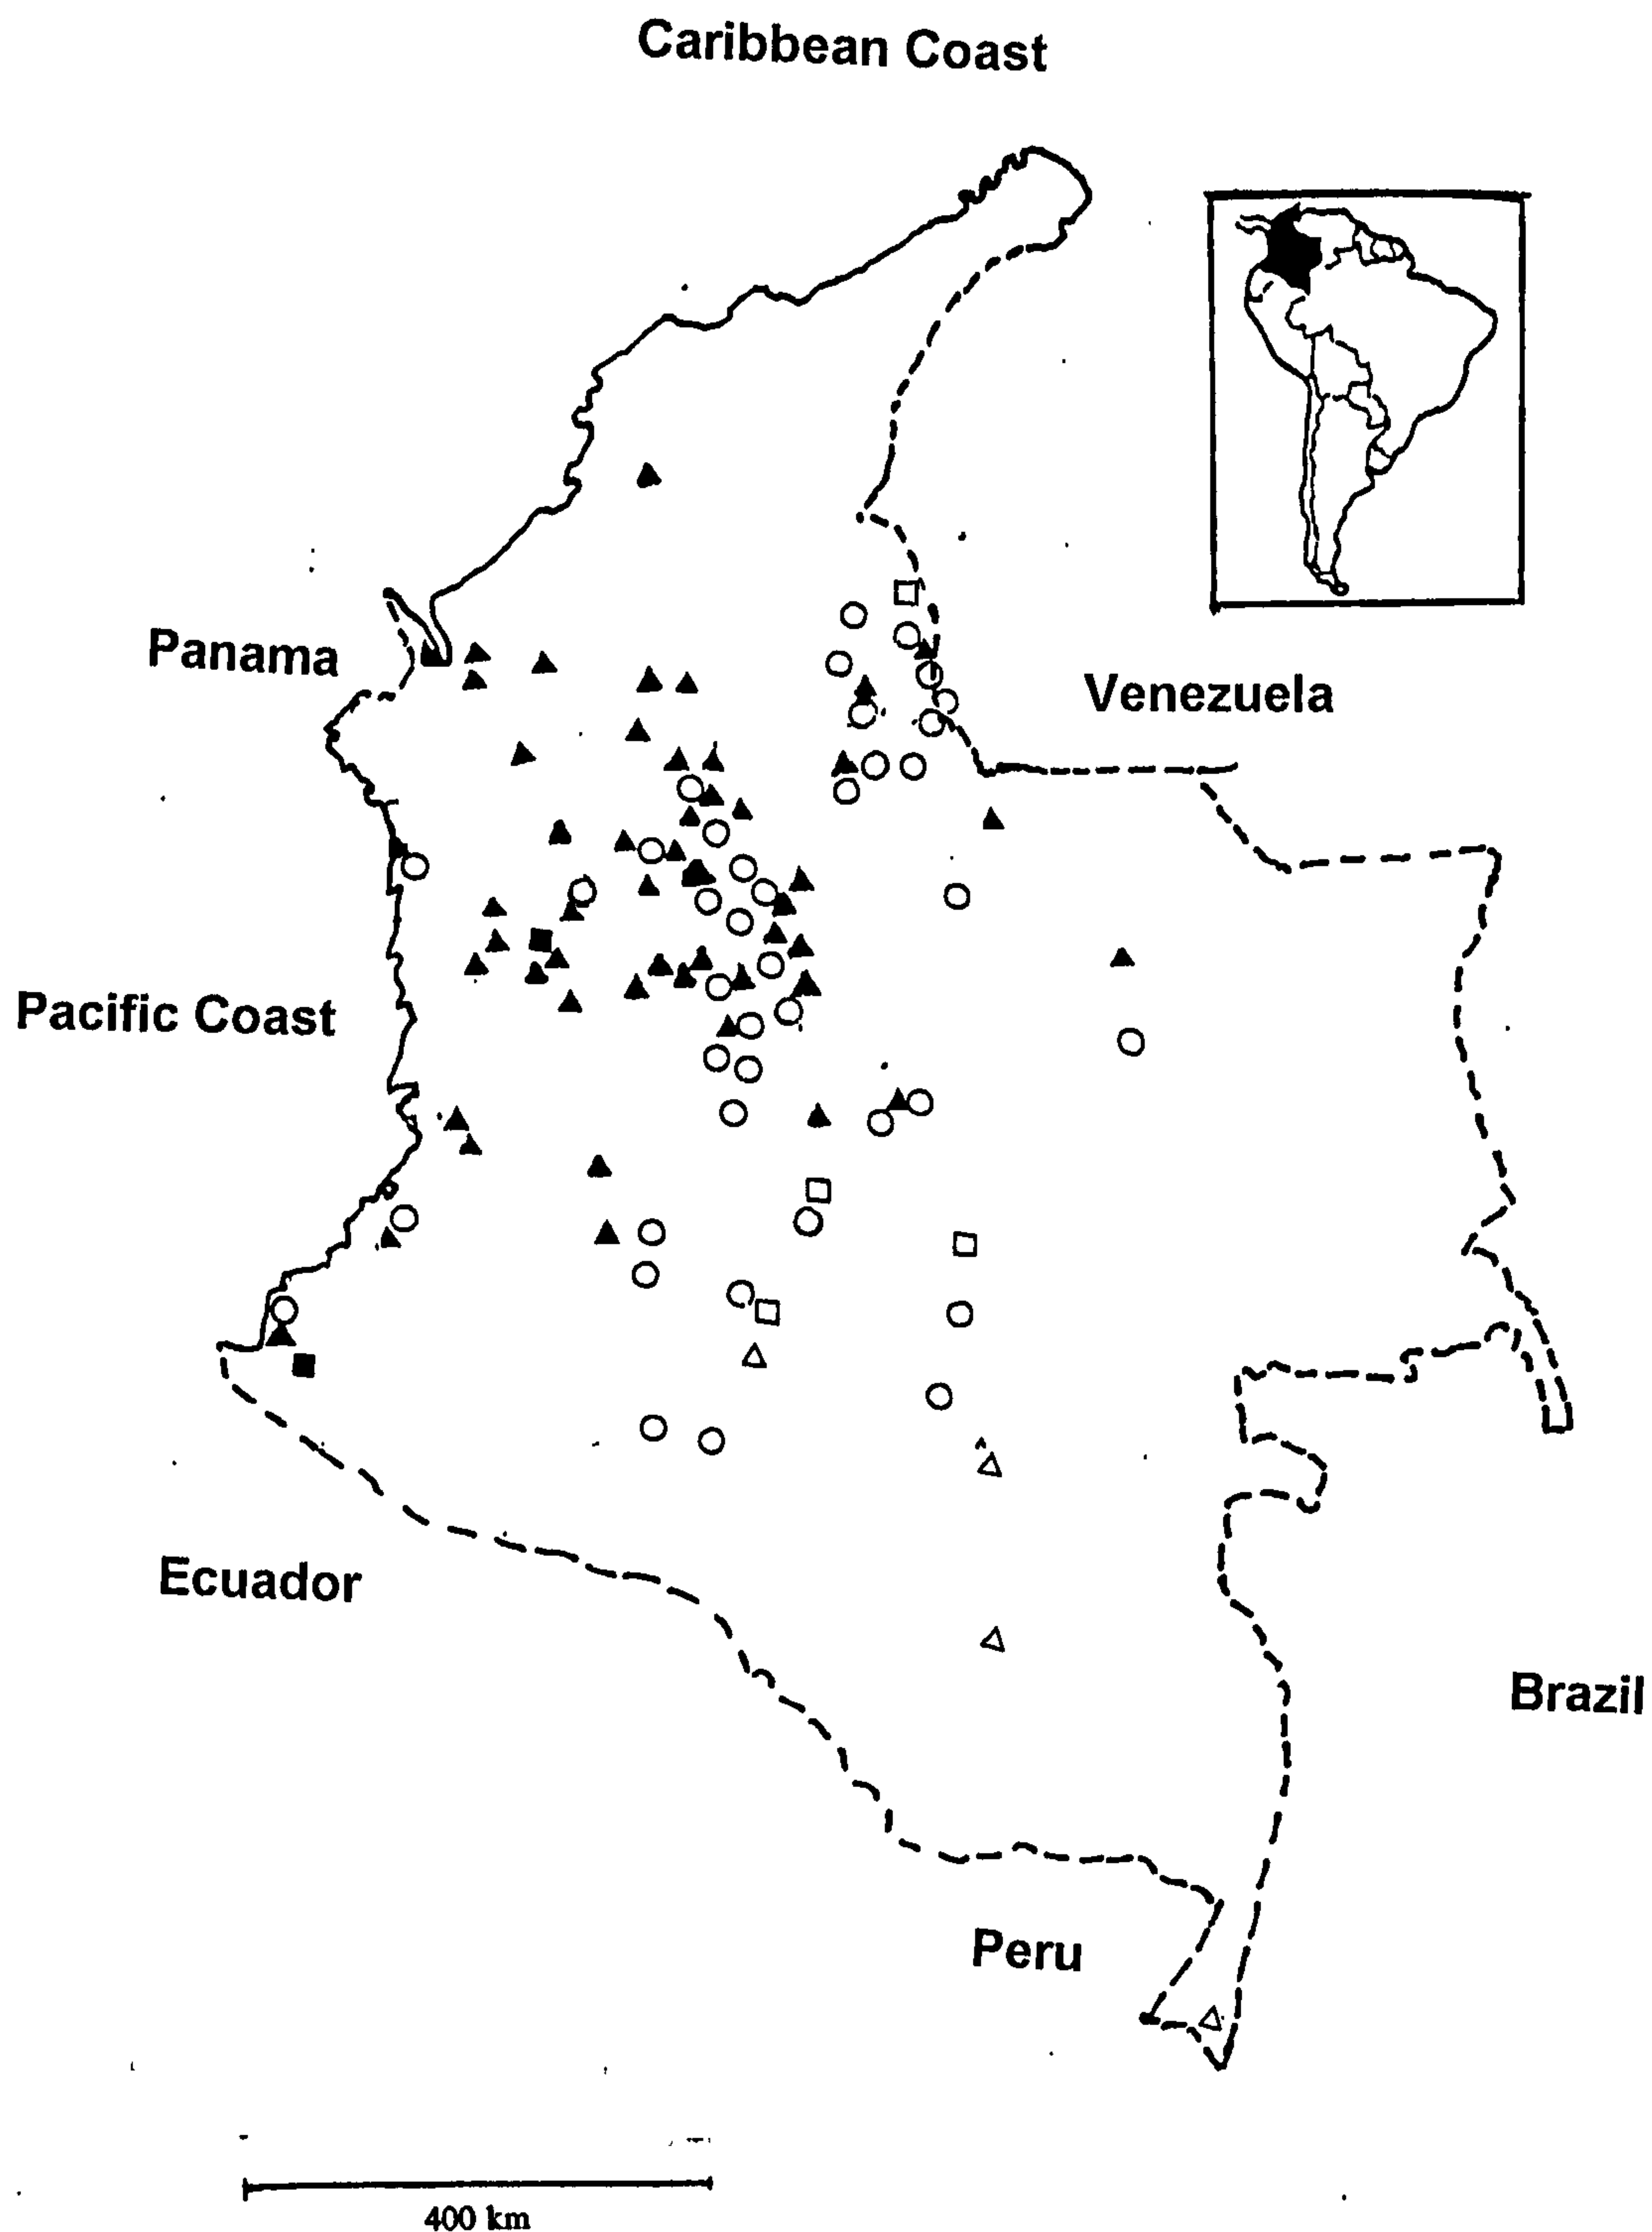 Caribbean Coast
Panama
Venezuela
Pacific Coast
Ecuador
Brazil
Peru
400 km